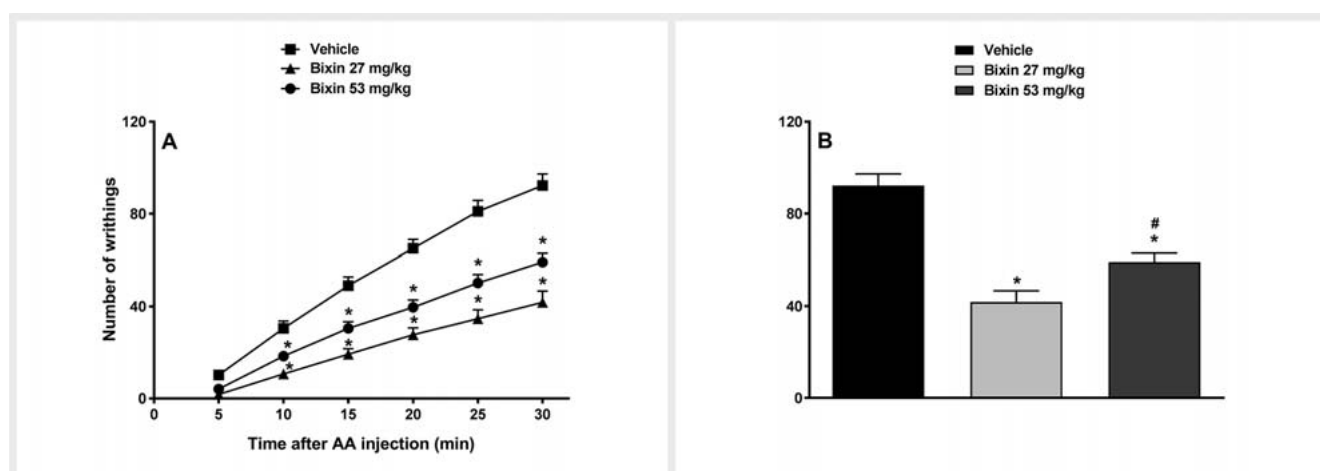 Vehicle
Bixin 27 mg/kg
Bixin 53 mg/kg
A
120
80
40
0
Number of writhings
* * * * *
* * * * *
0 5 10 15 20 25 30
Time after AA injection (min)
Vehicle
Bixin 27 mg/kg
Bixin 53 mg/kg
B
120
80
40
0
*
#
*